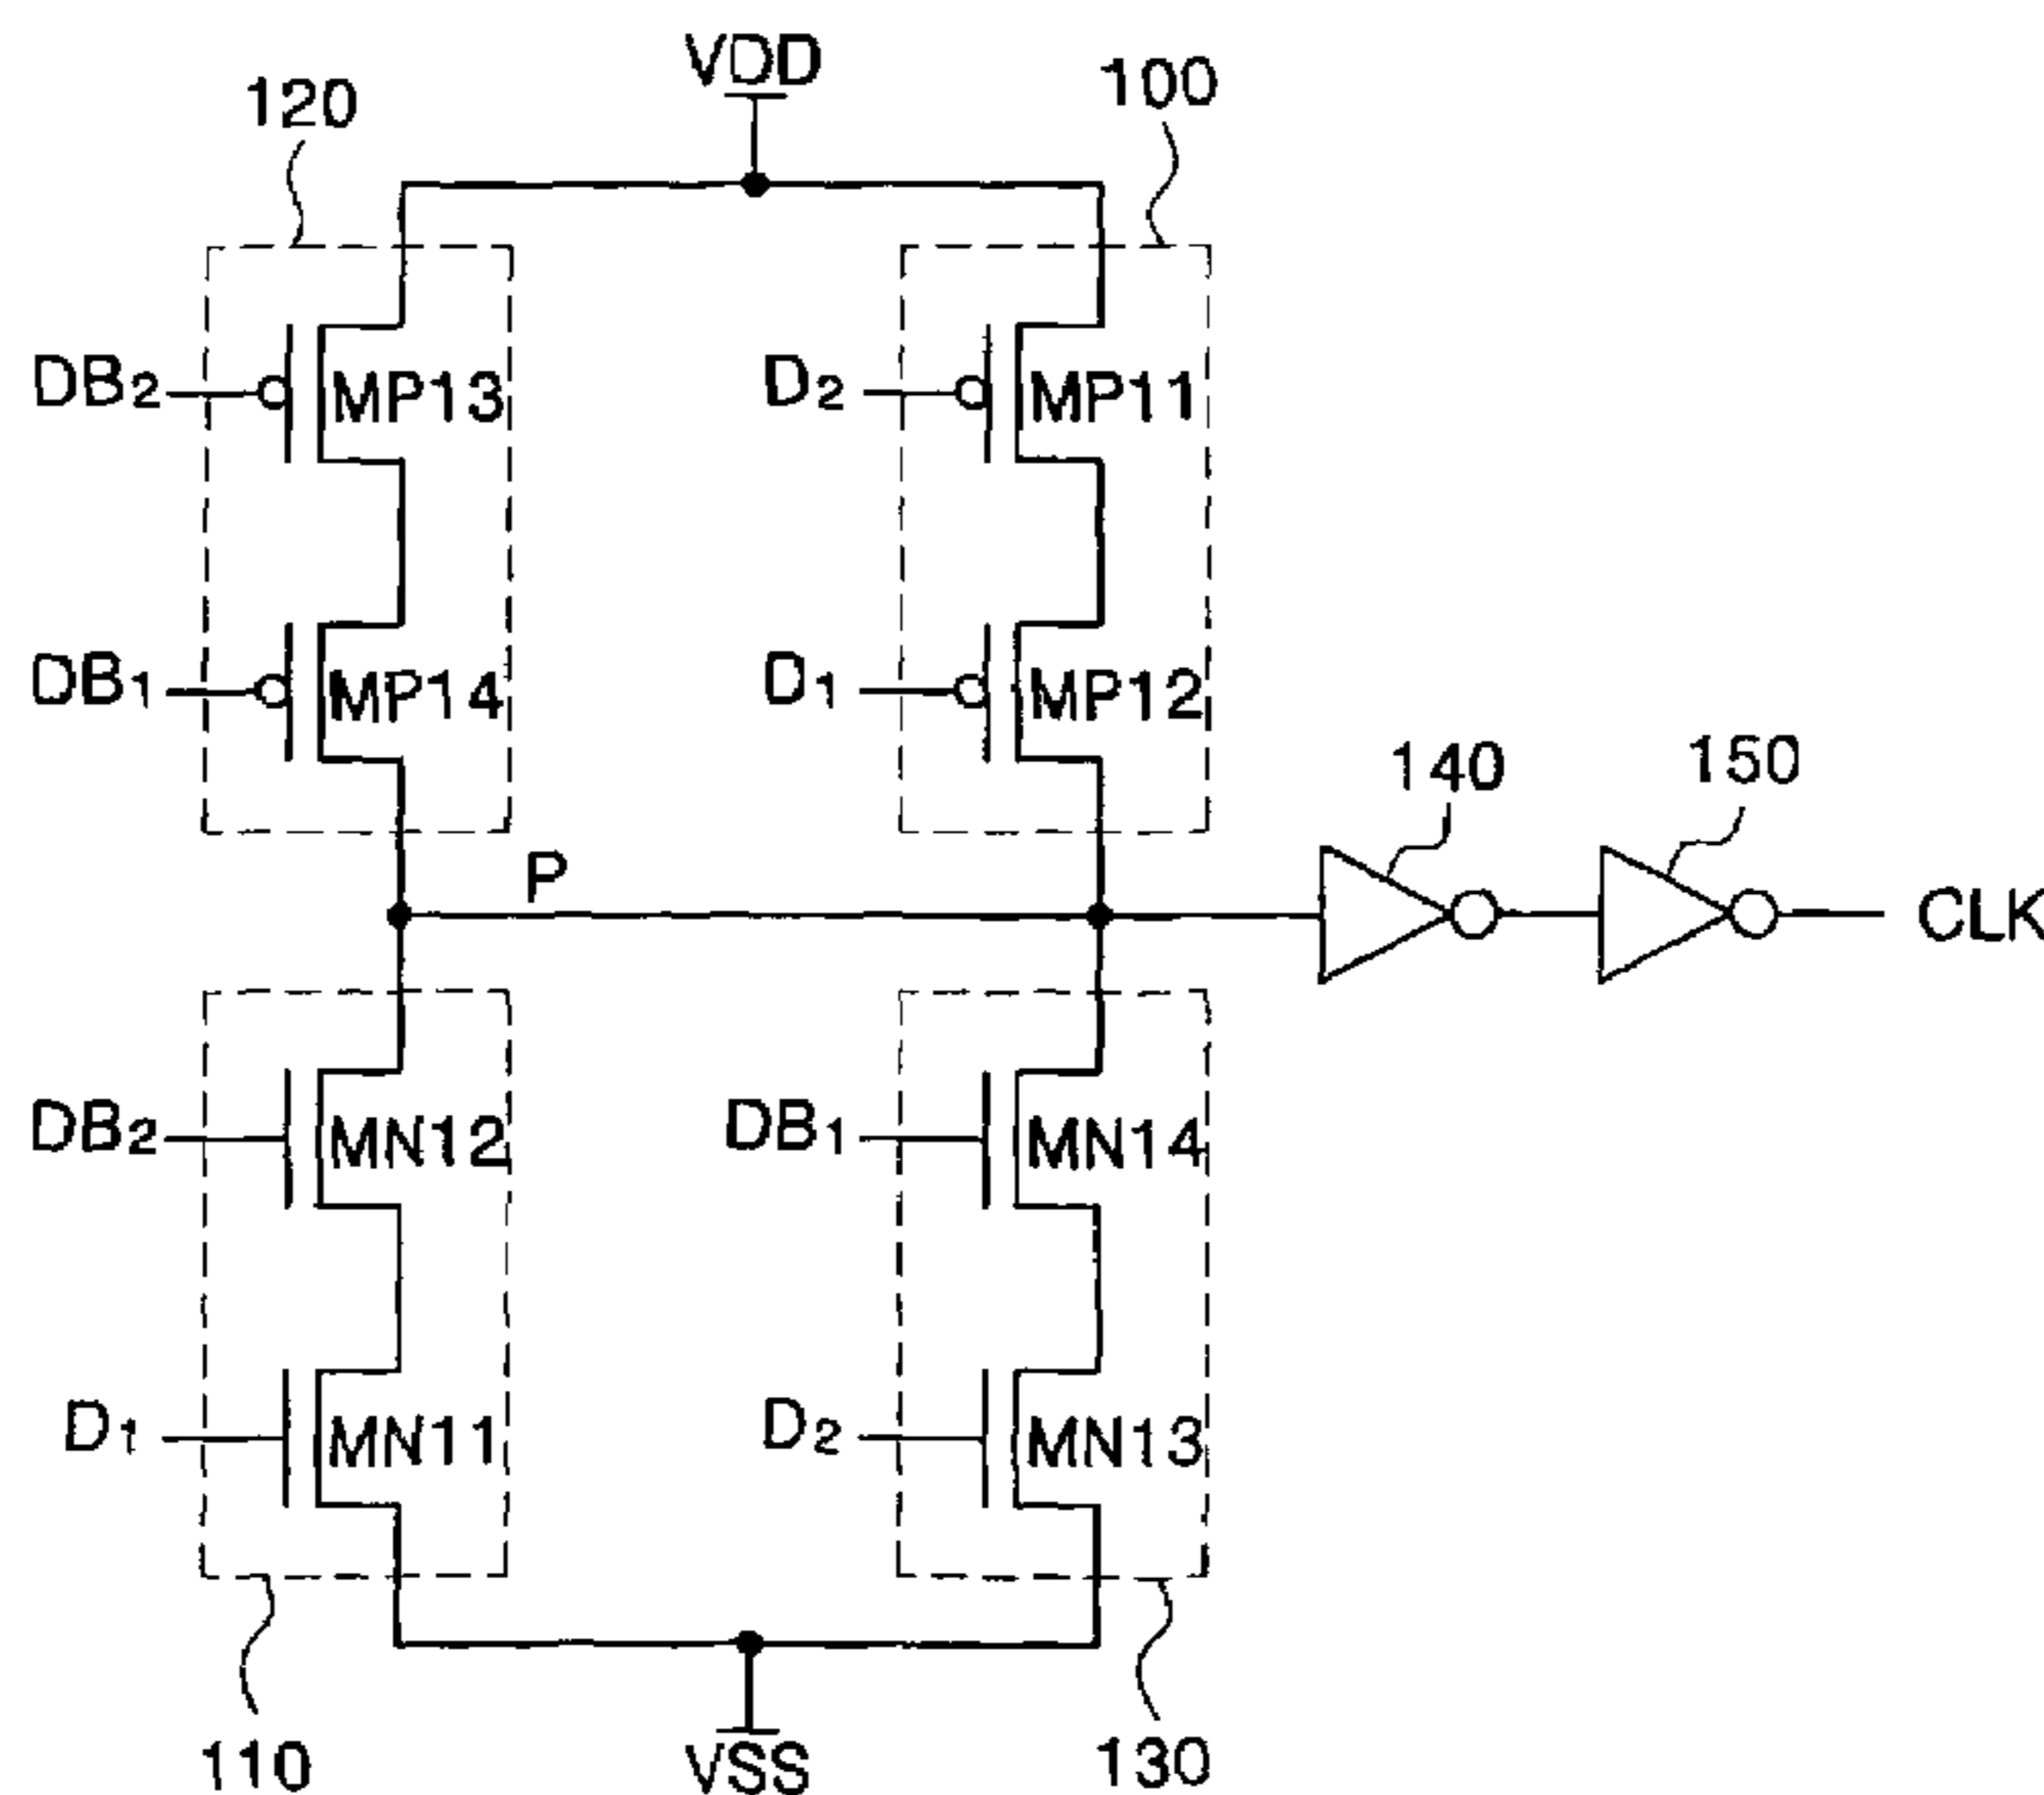 VDD
120
100
DB2
MP13
D2
MP11
DB1
MP14
D1
MP12
140
150
P
CLK
DB2
MN12
DB1
MN14
D1
MN11
D2
MN13
110
VSS
130